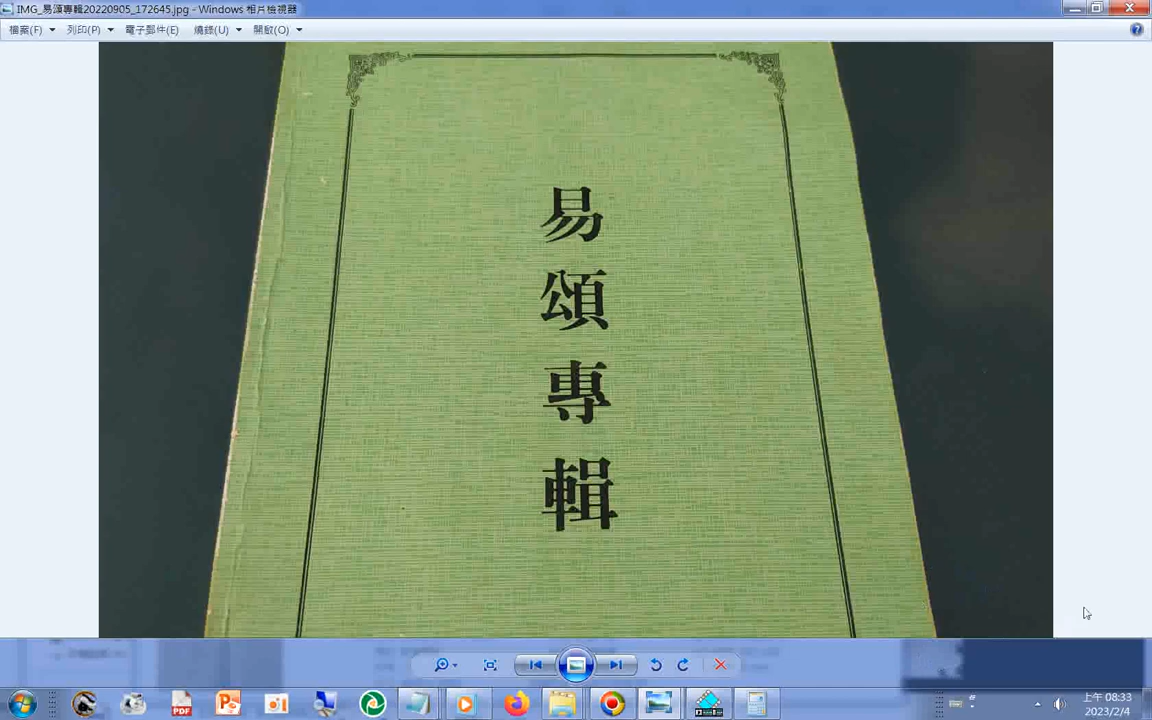 IMG_易頌專輯20220905_172645.jpg - Windows 相片檢視器
檔案(F) 列印(P) 電子郵件(E) 燒錄(U) 開啟(O)
易頌專輯
上午 08:33
2023/2/4